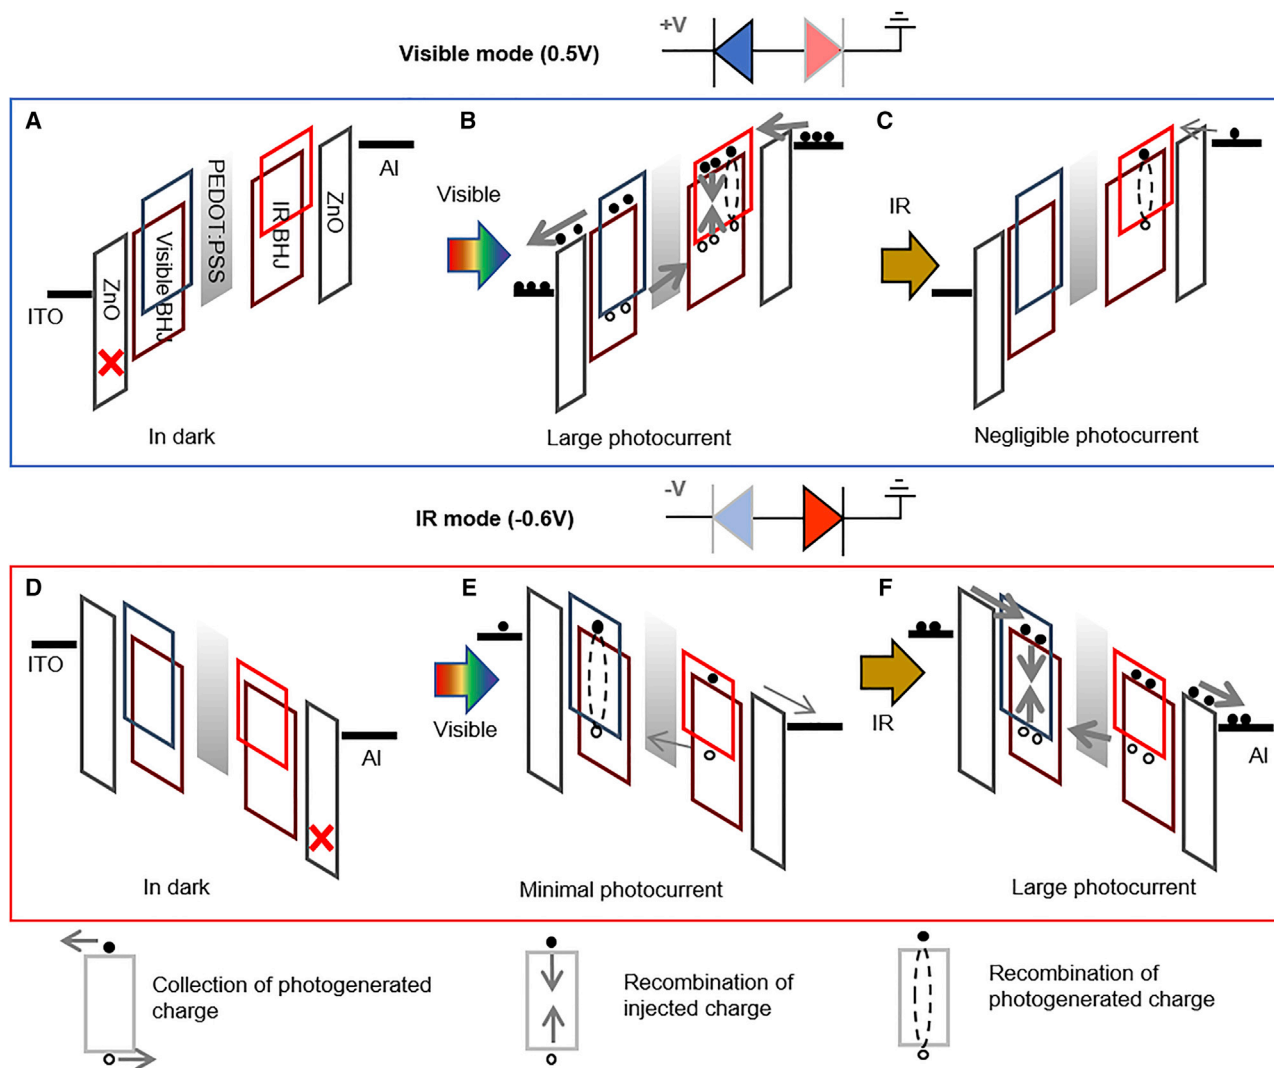 Visible mode (0.5V)
+V
A
B
C
ITO
ZnO
Visible BHJ
PEDOT:PSS
IR BHJ
ZnO
Al
Visible
IR
In dark
Large photocurrent
Negligible photocurrent
IR mode (-0.6V)
-V
D
E
F
ITO
Al
Visible
IR
Al
In dark
Minimal photocurrent
Large photocurrent
Collection of photogenerated
charge
Recombination of
injected charge
Recombination of
photogenerated charge